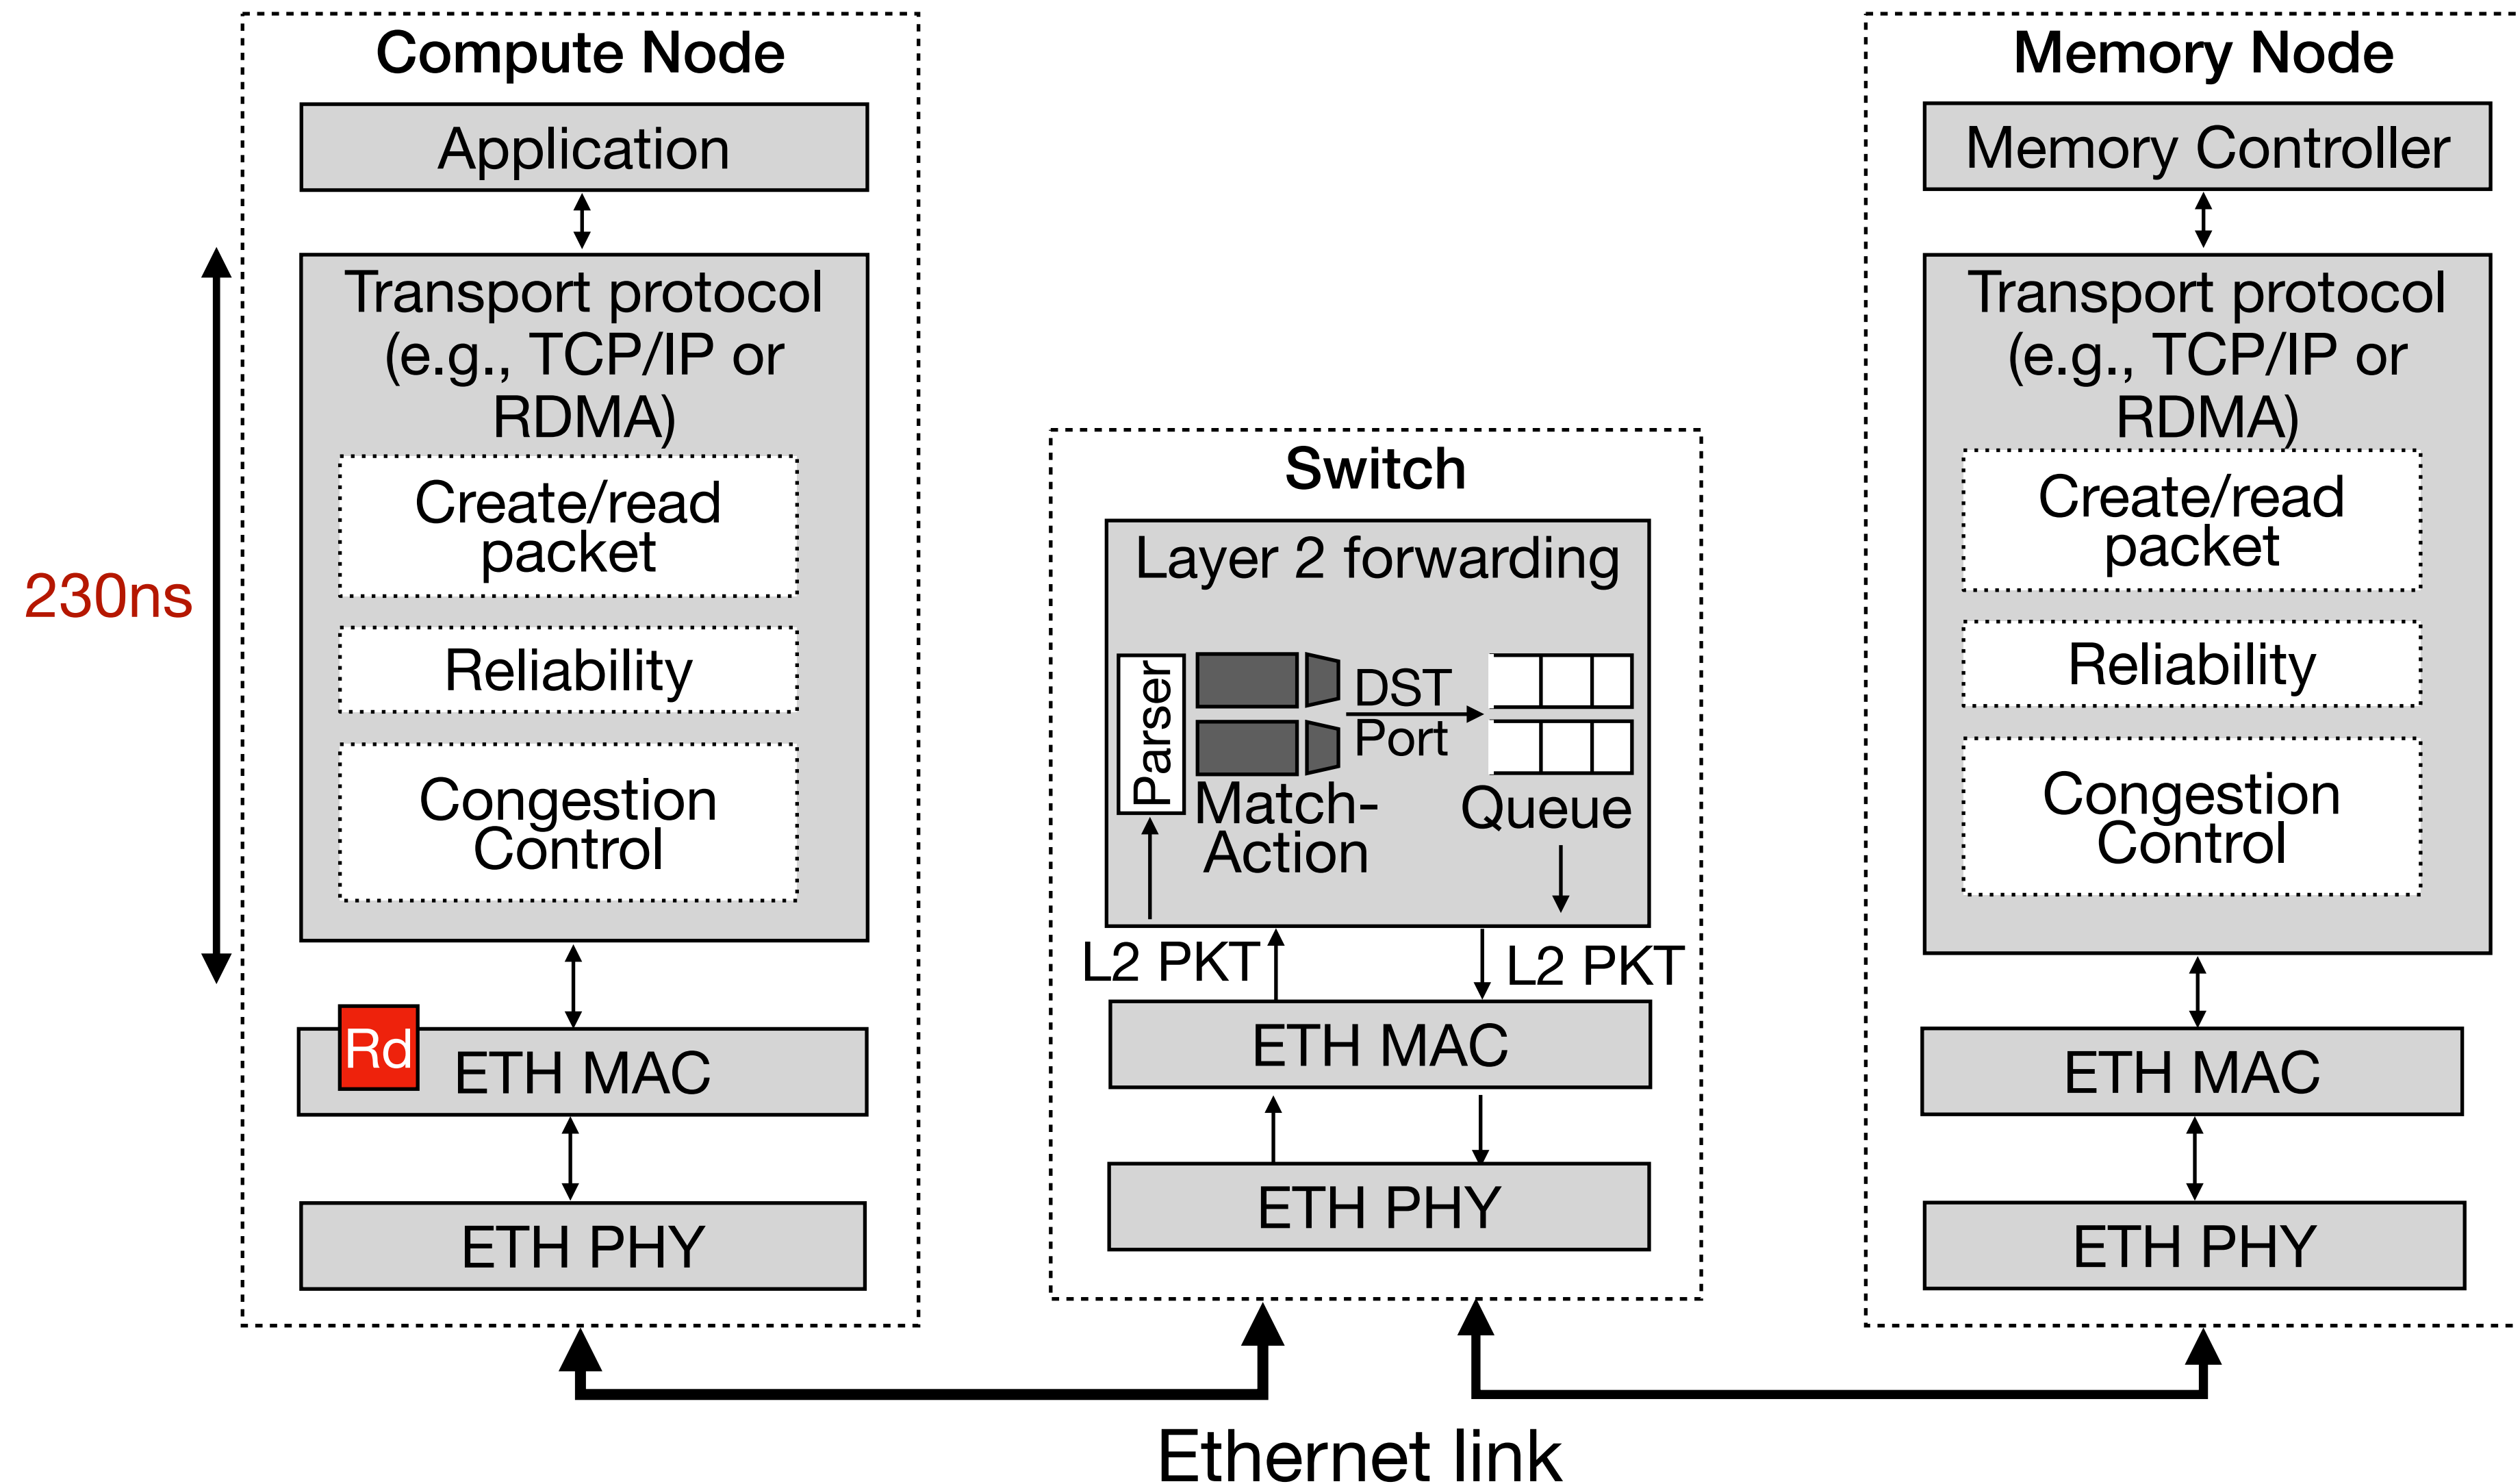 Compute Node
Application
Transport protocol
(e.g., TCP/IP or
RDMA)
Create/read
packet
Reliability
Congestion
Control
230ns
Rd
ETH MAC
ETH PHY
Switch
Layer 2 forwarding
Parser
Match-
Action
DST
Port
Queue
L2 PKT
L2 PKT
ETH MAC
ETH PHY
Memory Node
Memory Controller
Transport protocol
(e.g., TCP/IP or
RDMA)
Create/read
packet
Reliability
Congestion
Control
ETH MAC
ETH PHY
Ethernet link